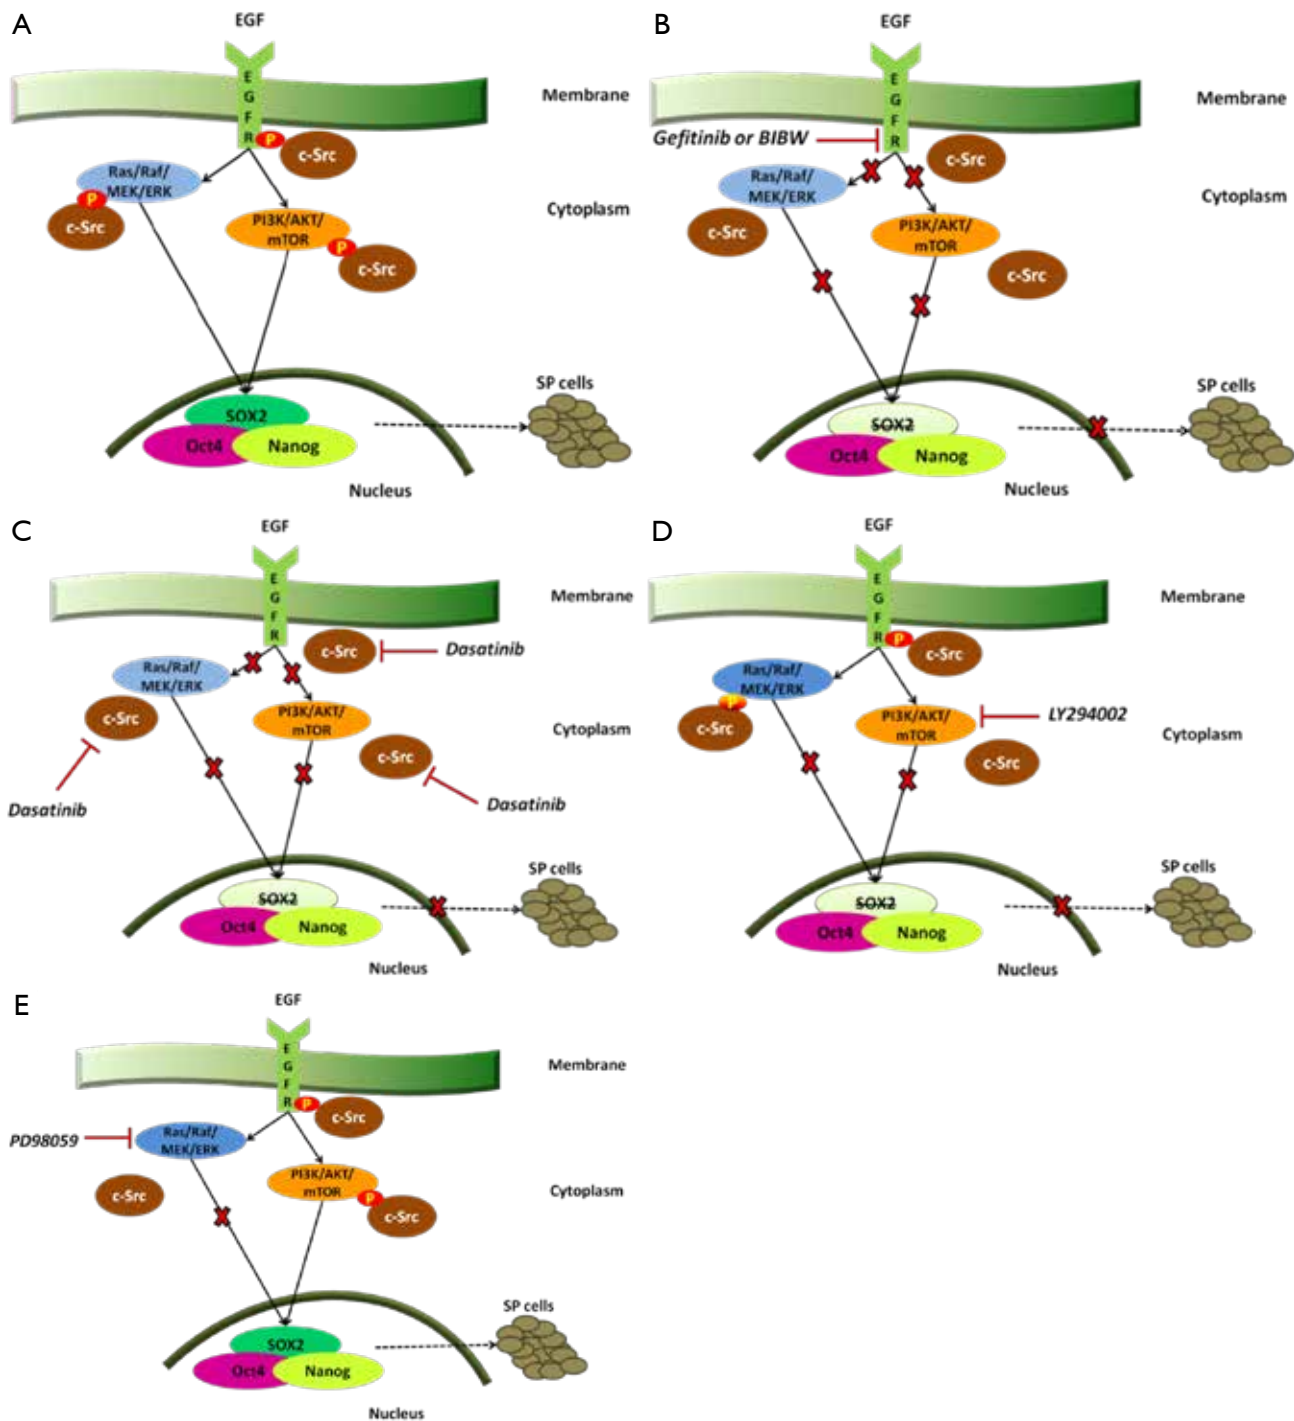 A
EGF
E
G
F
R
P
c-Src
Membrane
Ras/Raf/
MEK/ERK
P
c-Src
PI3K/AKT/
mTOR
P
c-Src
Cytoplasm
SOX2
Oct4
Nanog
SP cells
Nucleus
B
EGF
E
G
F
R
Membrane
Gefitinib or BIBW
c-Src
Ras/Raf/
MEK/ERK
c-Src
PI3K/AKT/
mTOR
c-Src
Cytoplasm
SOX2
Oct4
Nanog
SP cells
Nucleus
C
EGF
E
G
F
R
Membrane
c-Src
Dasatinib
Ras/Raf/
MEK/ERK
c-Src
PI3K/AKT/
mTOR
Cytoplasm
c-Src
Dasatinib
Dasatinib
SOX2
Oct4
Nanog
SP cells
Nucleus
D
EGF
E
G
F
R
P
c-Src
Membrane
Ras/Raf/
MEK/ERK
P
c-Src
PI3K/AKT/
mTOR
LY294002
c-Src
Cytoplasm
SOX2
Oct4
Nanog
SP cells
Nucleus
E
EGF
E
G
F
R
P
c-Src
Membrane
PD98059
Ras/Raf/
MEK/ERK
c-Src
PI3K/AKT/
mTOR
P
c-Src
Cytoplasm
SOX2
Oct4
Nanog
SP cells
Nucleus